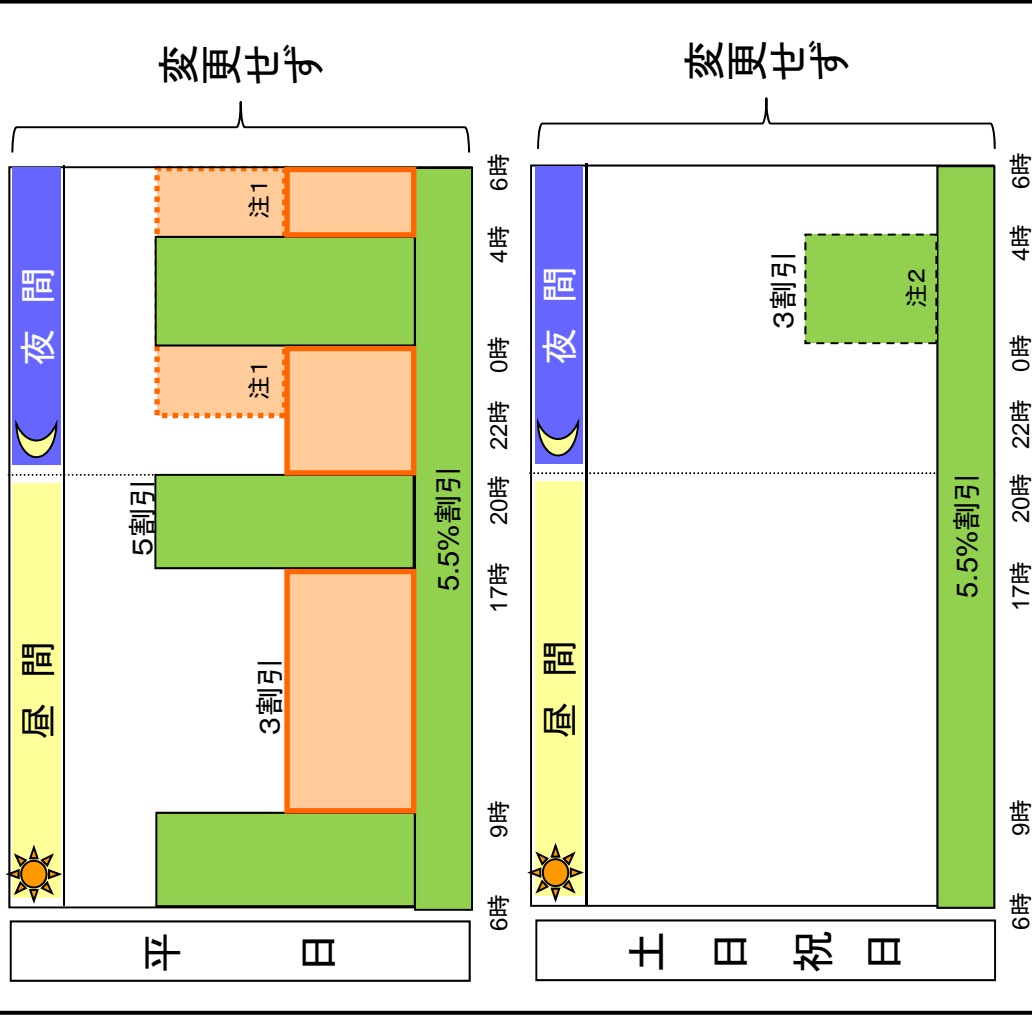 平日
昼間
夜間
5割引
3割引
注1
注1
5.5%割引
6時
9時
17時
20時
22時
0時
4時
6時
変更せず
土日祝日
昼間
夜間
3割引
注2
5.5%割引
6時
9時
17時
20時
22時
0時
4時
6時
変更せず